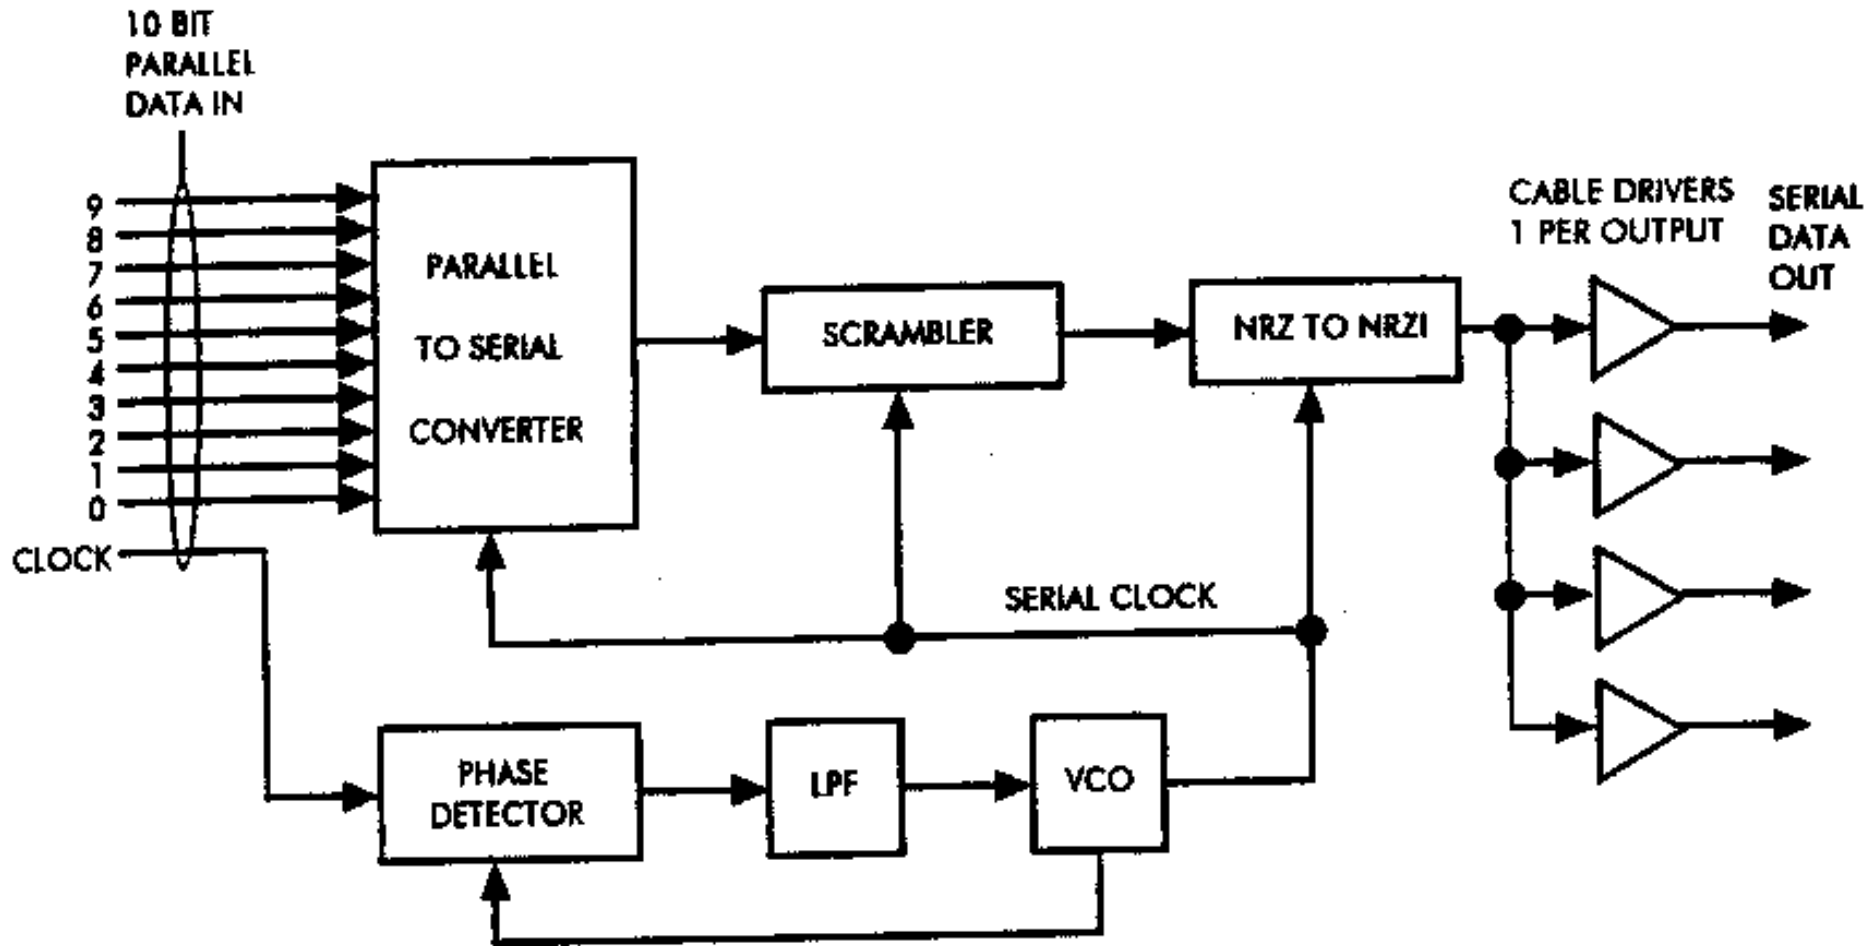 10 BIT
PARALLEL
DATA IN
9
8
7
6
5
4
3
2
1
0
CLOCK
PARALLEL
TO SERIAL
CONVERTER
SCRAMBLER
NRZ TO NRZI
CABLE DRIVERS
1 PER OUTPUT
SERIAL
DATA
OUT
SERIAL CLOCK
PHASE
DETECTOR
LPF
VCO